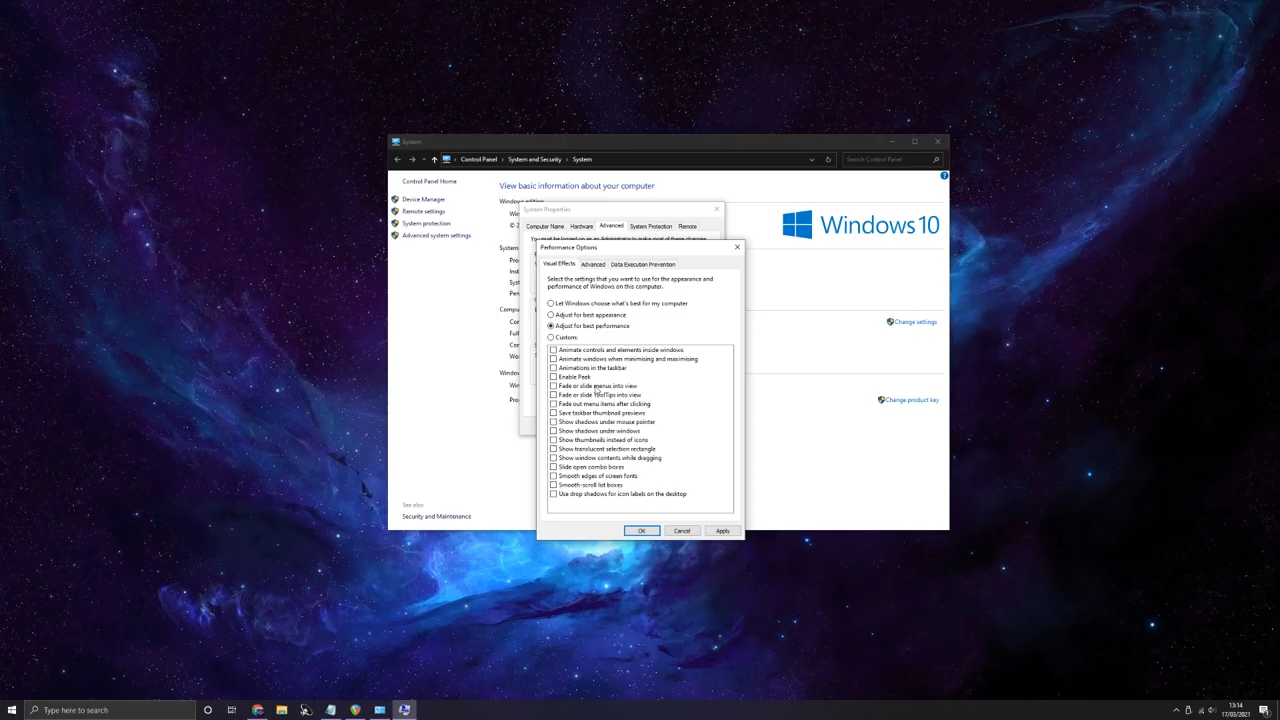 System
Control Panel > System and Security > System
Search Control Panel
Control Panel Home
Device Manager
Remote settings
System protection
Advanced system settings
See also
Security and Maintenance
View basic information about your computer
Windows edition
Win
© 2
System
Pro
Inst
Syst
Pen
Compu
Con
Full
Con
Wo
Window
Win
Pro
Windows 10
Change settings
Change product key
System Properties
Computer Name
Hardware
Advanced
System Protection
Remote
You must be logged on as an Administrator to make most of these changes
Performance Options
Visual Effects
Advanced
Data Execution Prevention
Select the settings that you want to use for the appearance and
performance of Windows on this computer.
Let Windows choose what's best for my computer
Adjust for best appearance
Adjust for best performance
Custom:
Animate controls and elements inside windows
Animate windows when minimising and maximising
Animations in the taskbar
Enable Peek
Fade or slide menus into view
Fade or slide ToolTips into view
Fade out menu items after clicking
Save taskbar thumbnail previews
Show shadows under mouse pointer
Show shadows under windows
Show thumbnails instead of icons
Show translucent selection rectangle
Show window contents while dragging
Slide open combo boxes
Smooth edges of screen fonts
Smooth-scroll list boxes
Use drop shadows for icon labels on the desktop
OK
Cancel
Apply
Type here to search
13:14
17/03/2021